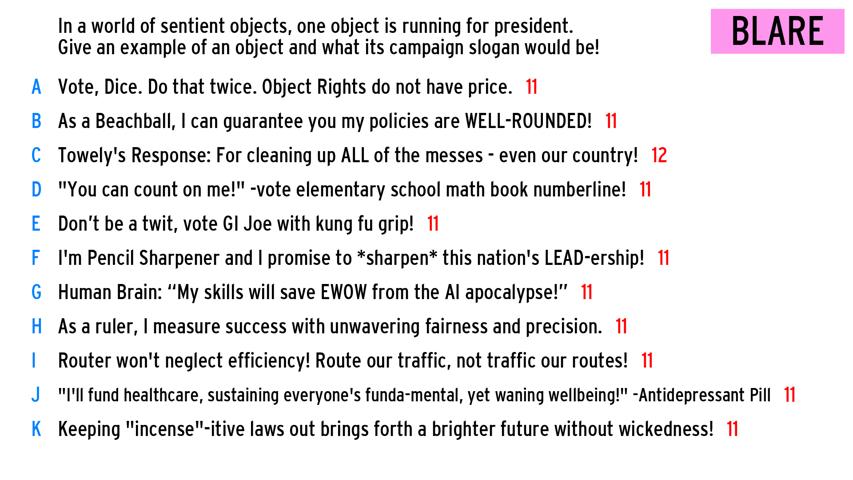 In a world of sentient objects, one object is running for president.
Give an example of an object and what its campaign slogan would be!
BLARE
A Vote, Dice. Do that twice. Object Rights do not have price. 11
B As a Beachball, I can guarantee you my policies are WELL-ROUNDED! 11
C Towely's Response: For cleaning up ALL of the messes - even our country! 12
D "You can count on me!" -vote elementary school math book numberline! 11
E Don’t be a twit, vote GI Joe with kung fu grip! 11
F I'm Pencil Sharpener and I promise to *sharpen* this nation's LEAD-ership! 11
G Human Brain: “My skills will save EWOW from the AI apocalypse!” 11
H As a ruler, I measure success with unwavering fairness and precision. 11
I Router won't neglect efficiency! Route our traffic, not traffic our routes! 11
J "I'll fund healthcare, sustaining everyone's funda-mental, yet waning wellbeing!" -Antidepressant Pill 11
K Keeping "incense"-itive laws out brings forth a brighter future without wickedness! 11